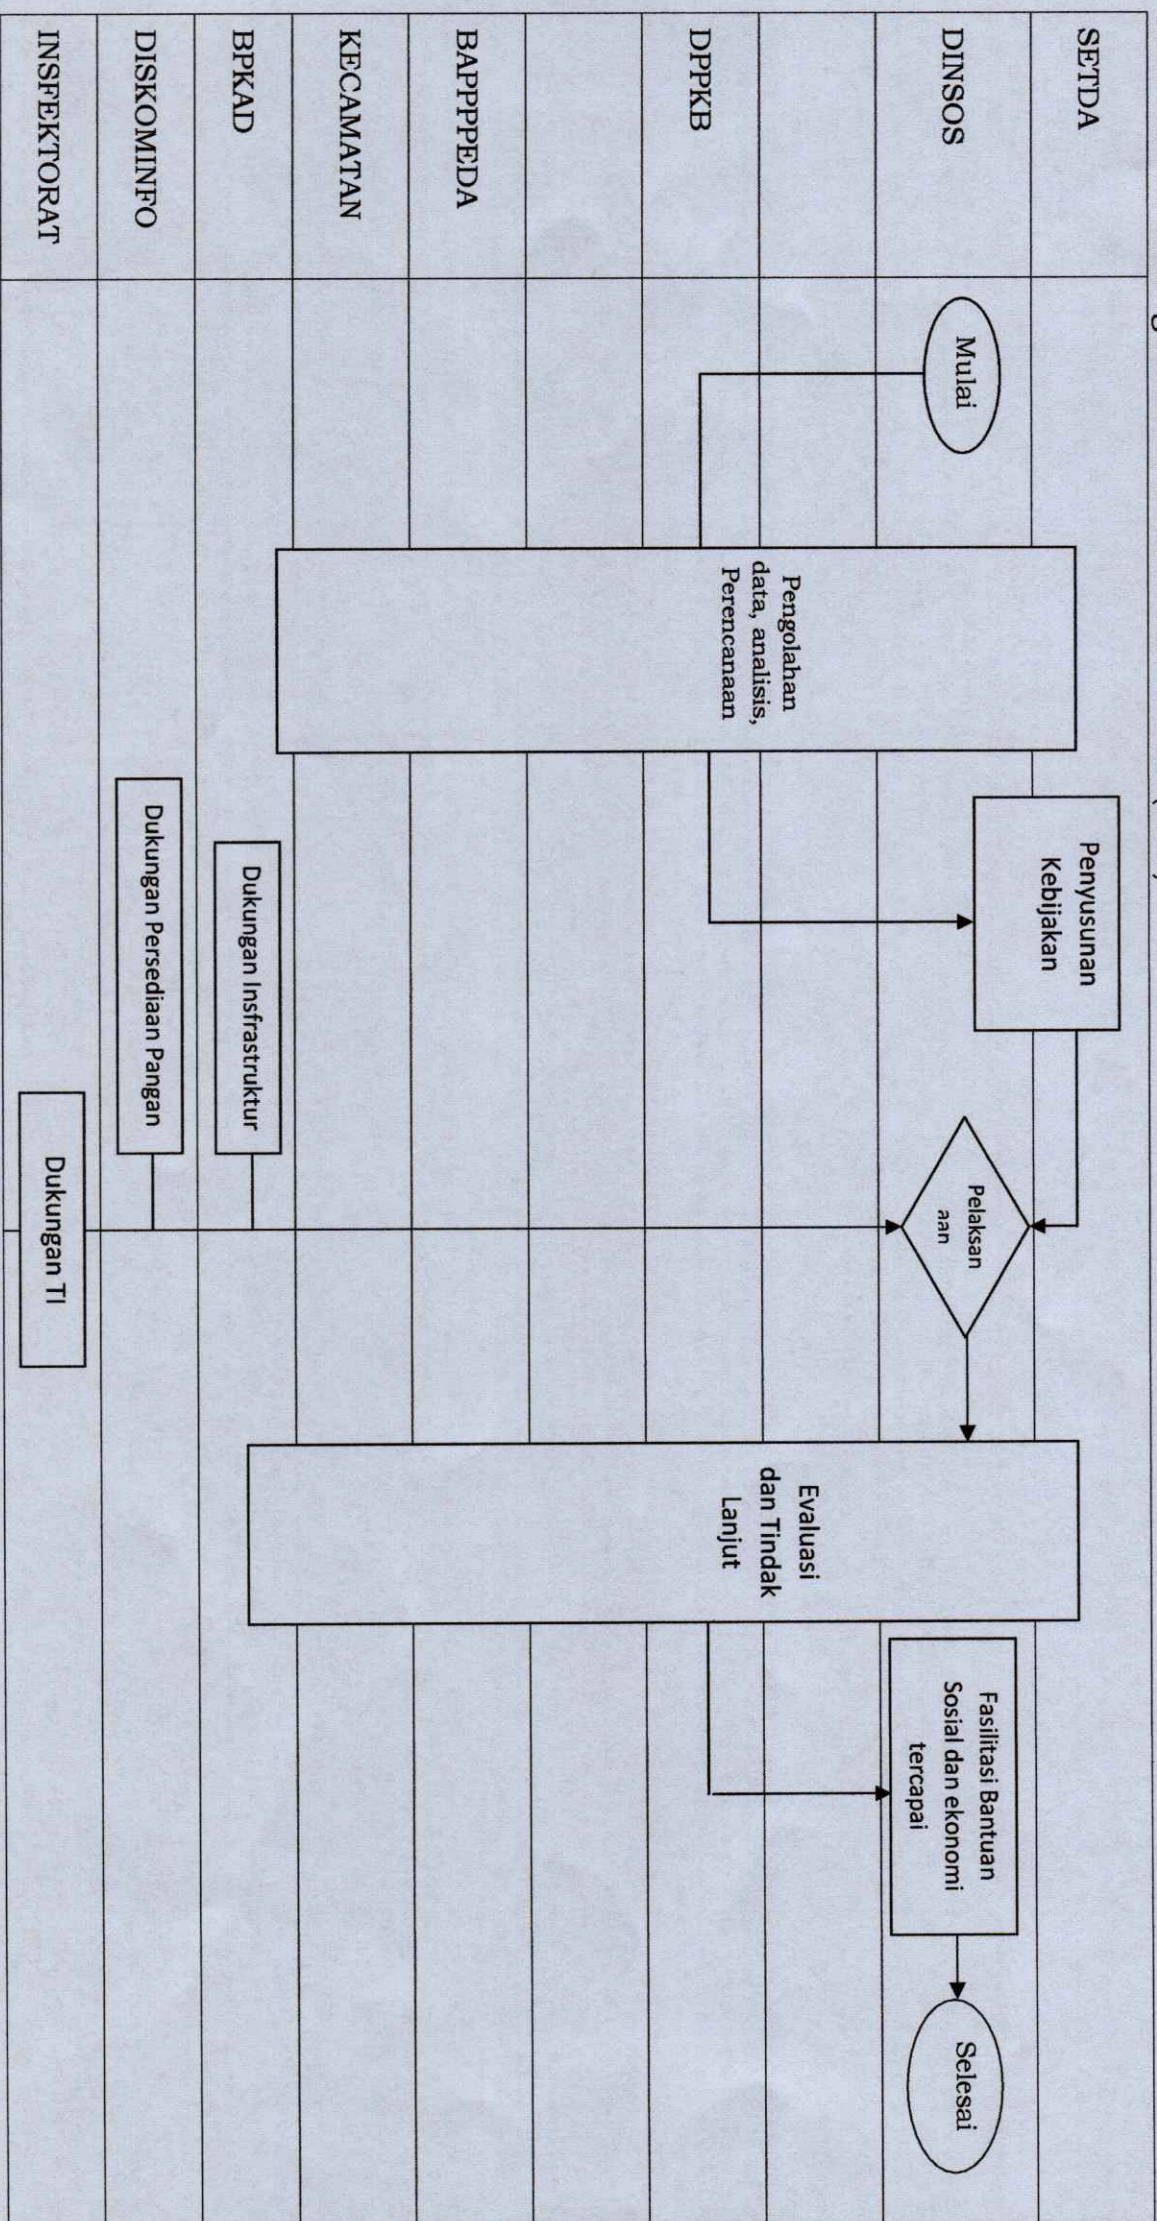 SETDA
DINSOS
DPPKB
BAPPPEDA
KECAMATAN
BPKAD
DISKOMINFO
INSFEKTORAT
Mulai
Pengolahan
data, analisis,
Perencanaan
Penyusunan
Kebijakan
Dukungan Insfrastruktur
Dukungan Persediaan Pangan
Dukungan TI
Pelaksan
aan
Evaluasi
dan Tindak
Lanjut
Fasilitasi Bantuan
Sosial dan ekonomi
tercapai
Selesai